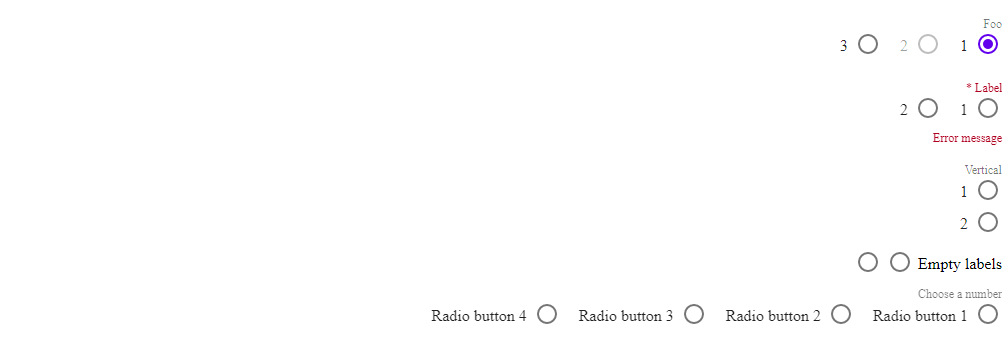 Foo
3 2 1
* Label
2 1
Error message
Vertical
1
2
Empty labels
Choose a number
Radio button 4 Radio button 3 Radio button 2 Radio button 1